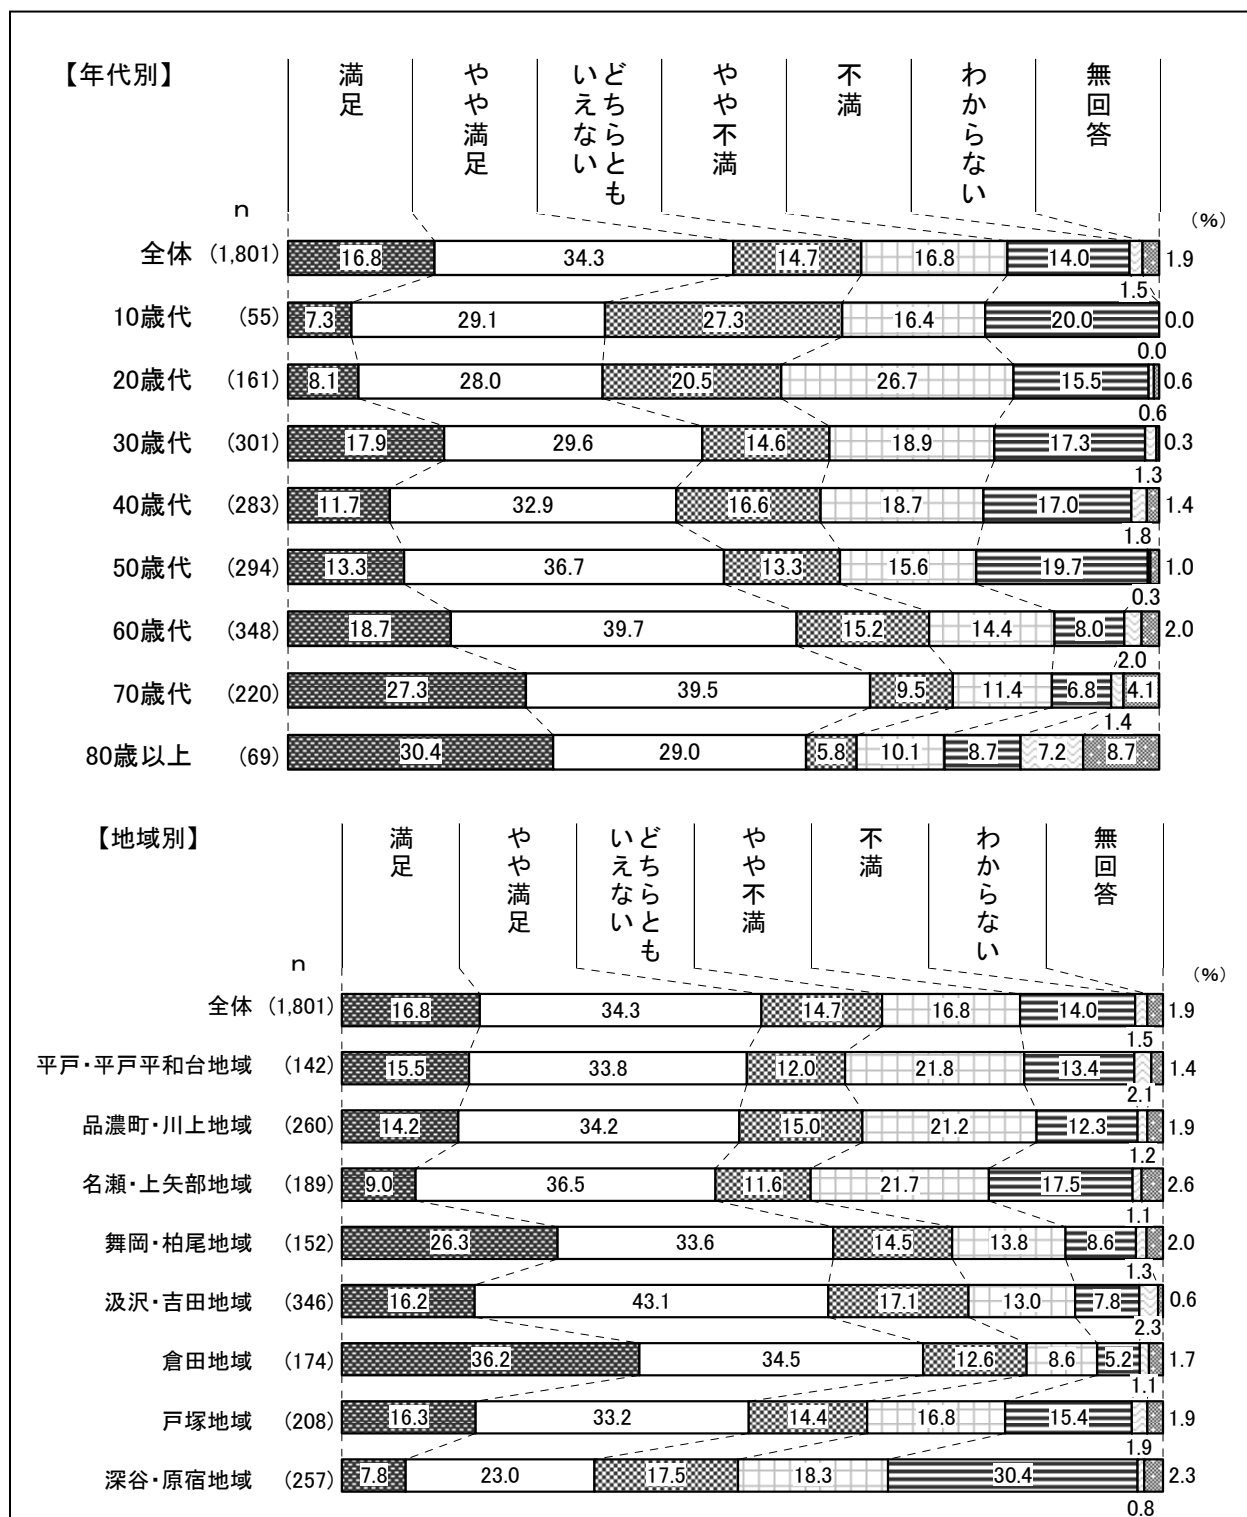 【年代別】 満足 やや満足 どちらとも いえない やや不満 不満 わからない 無回答
n (%)
全体 (1,801) 16.8 34.3 14.7 16.8 14.0 1.5 1.9
10歳代 (55) 7.3 29.1 27.3 16.4 20.0 0.0 0.0
20歳代 (161) 8.1 28.0 20.5 26.7 15.5 0.6 0.6
30歳代 (301) 17.9 29.6 14.6 18.9 17.3 1.3 0.3
40歳代 (283) 11.7 32.9 16.6 18.7 17.0 1.8 1.4
50歳代 (294) 13.3 36.7 13.3 15.6 19.7 0.3 1.0
60歳代 (348) 18.7 39.7 15.2 14.4 8.0 2.0 2.0
70歳代 (220) 27.3 39.5 9.5 11.4 6.8 1.4 4.1
80歳以上 (69) 30.4 29.0 5.8 10.1 8.7 7.2 8.7
【地域別】 満足 やや満足 どちらとも いえない やや不満 不満 わからない 無回答
n (%)
全体 (1,801) 16.8 34.3 14.7 16.8 14.0 1.5 1.9
平戸・平戸平和台地域 (142) 15.5 33.8 12.0 21.8 13.4 2.1 1.4
品濃町・川上地域 (260) 14.2 34.2 15.0 21.2 12.3 1.2 1.9
名瀬・上矢部地域 (189) 9.0 36.5 11.6 21.7 17.5 1.1 2.6
舞岡・柏尾地域 (152) 26.3 33.6 14.5 13.8 8.6 1.3 2.0
汲沢・吉田地域 (346) 16.2 43.1 17.1 13.0 7.8 2.3 0.6
倉田地域 (174) 36.2 34.5 12.6 8.6 5.2 1.1 1.7
戸塚地域 (208) 16.3 33.2 14.4 16.8 15.4 1.9 1.9
深谷・原宿地域 (257) 7.8 23.0 17.5 18.3 30.4 0.8 2.3